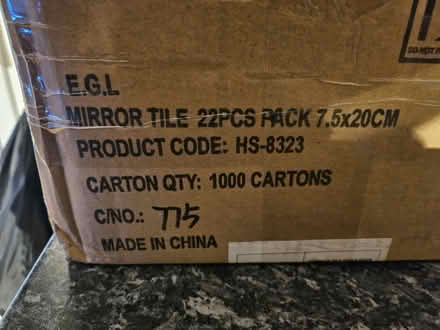 E.G.L
MIRROR TILE 22PCS PACK 7.5x20CM
PRODUCT CODE: HS-8323
CARTON QTY: 1000 CARTONS
C/NO.: 775
MADE IN CHINA